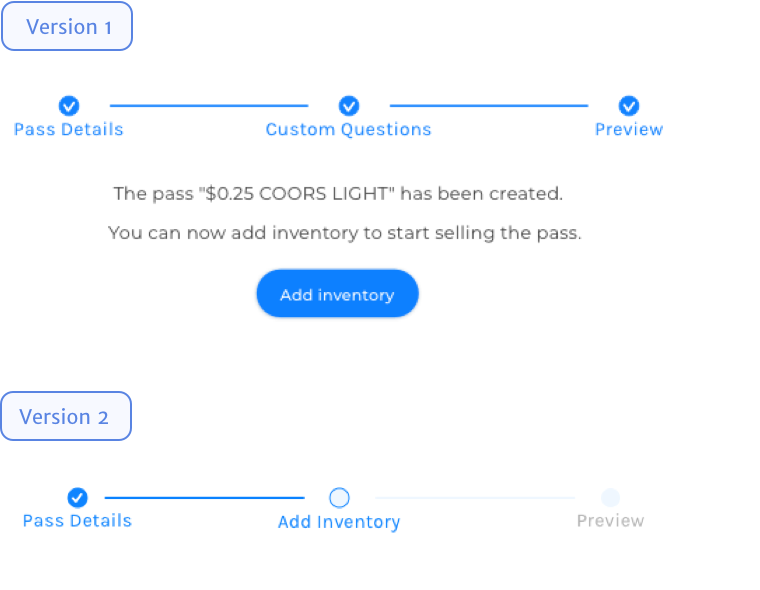 Version 1
Pass Details Custom Questions Preview
The pass "$0.25 COORS LIGHT" has been created.
You can now add inventory to start selling the pass.
Add inventory
Version 2
Pass Details Add Inventory Preview